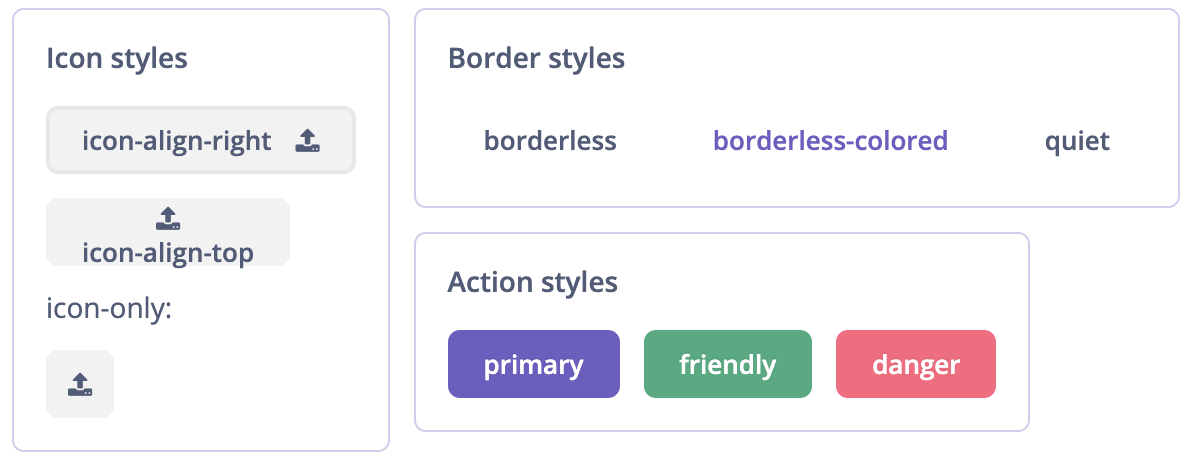 Icon styles
icon-align-right
icon-align-top
icon-only:
Border styles
borderless borderless-colored quiet
Action styles
primary friendly danger